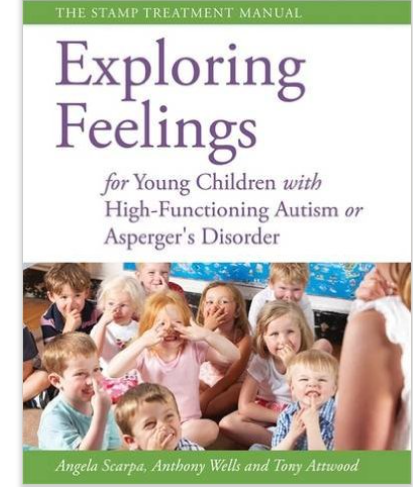 THE STAMP TREATMENT MANUAL
Exploring
Feelings
for Young Children with
High-Functioning Autism or
Asperger's Disorder
Angela Scarpa, Anthony Wells and Tony Attwood